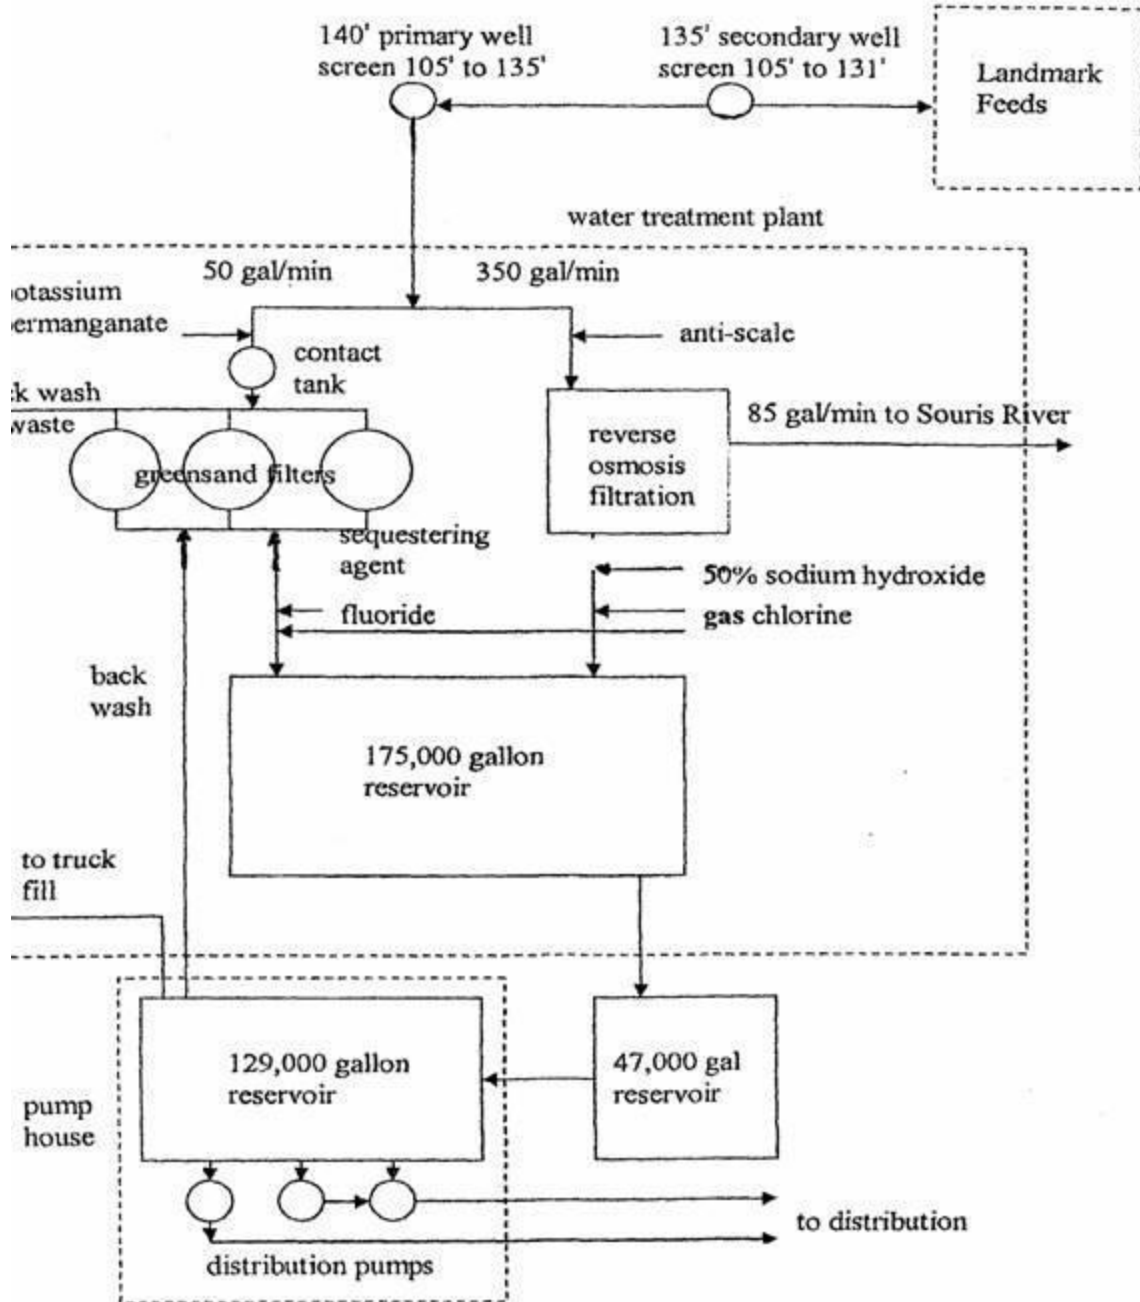 140' primary well
screen 105' to 135'
135' secondary well
screen 105' to 131'
Landmark
Feeds
water treatment plant
50 gal/min
350 gal/min
otassium
ermanganate
anti-scale
contact
tank
ck wash
waste
85 gal/min to Souris River
reverse
osmosis
filtration
greensand filters
sequestering
agent
50% sodium hydroxide
fluoride
gas chlorine
back
wash
175,000 gallon
reservoir
to truck
fill
129,000 gallon
reservoir
47,000 gal
reservoir
pump
house
to distribution
distribution pumps